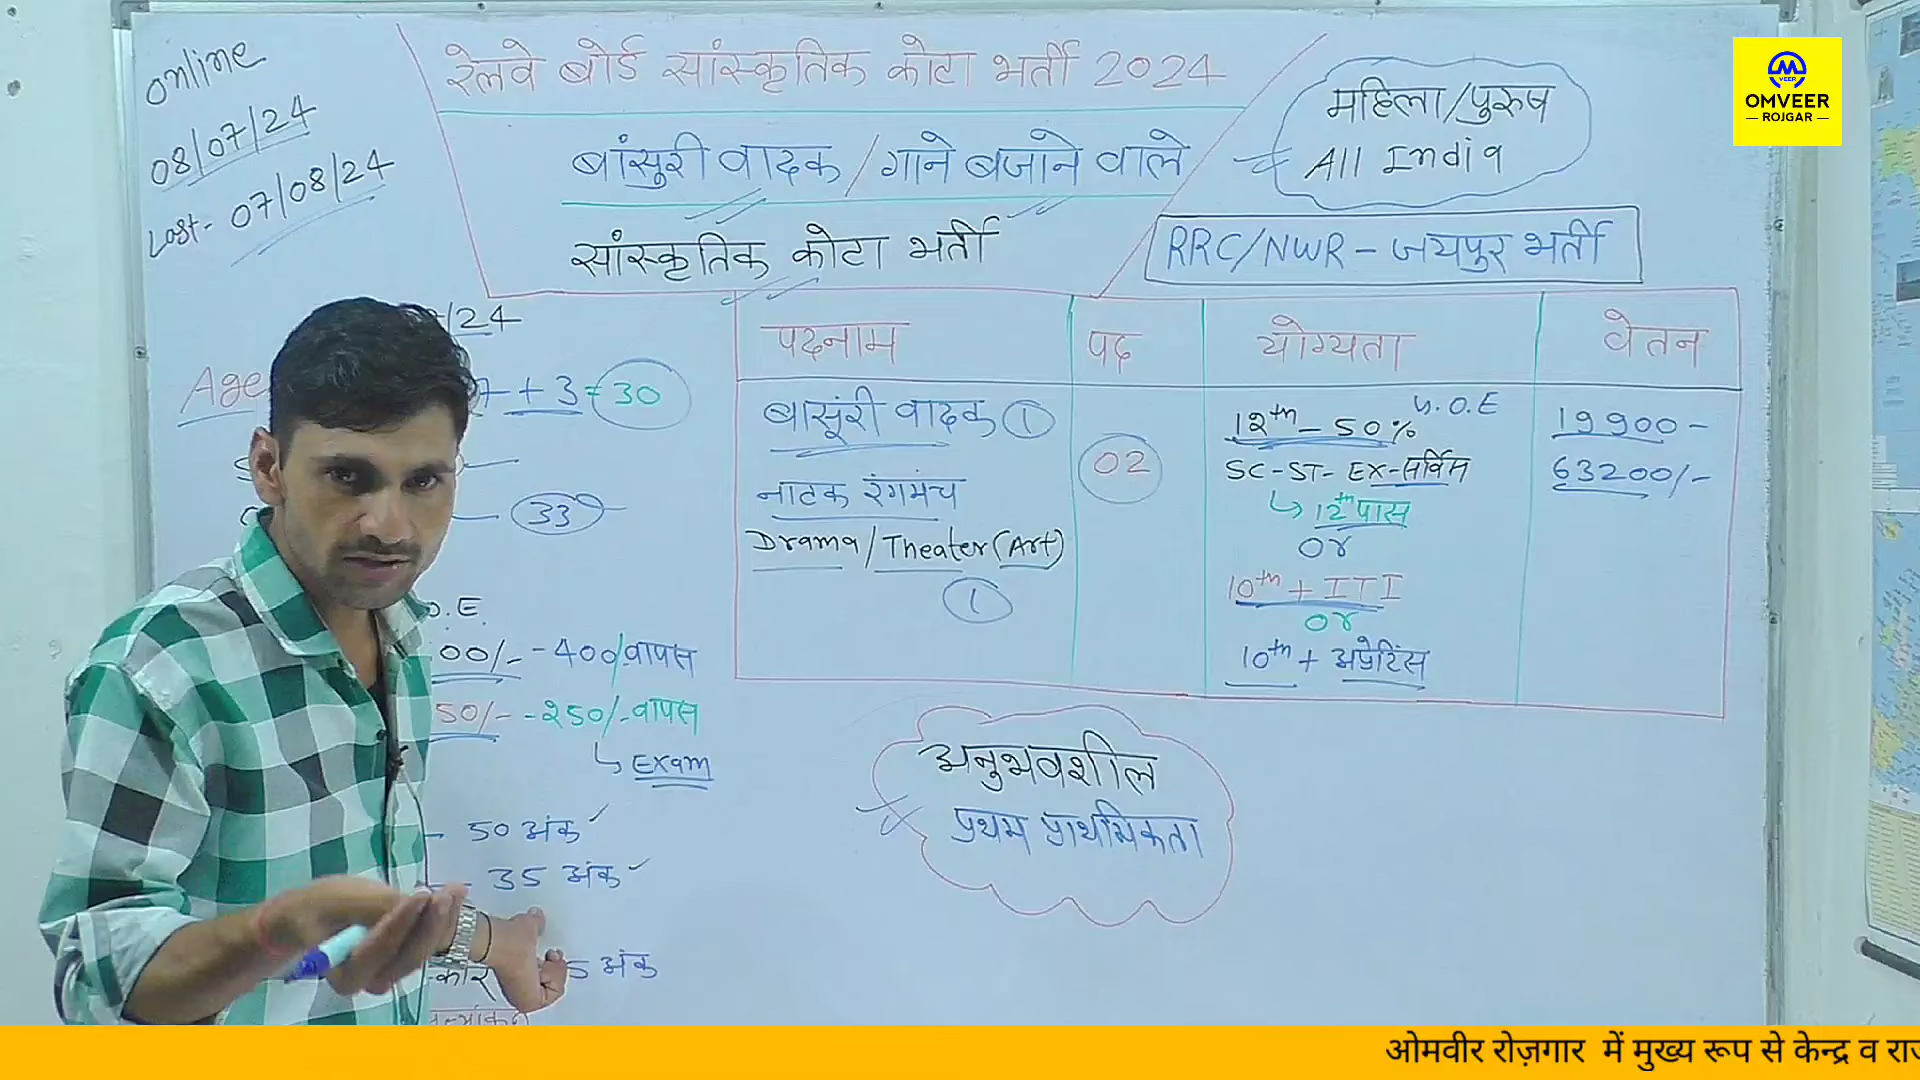 online
08/07/24
Last- 07/08/24
रेलवे बोर्ड सांस्कृतिक कोटा भर्ती 2024
बांसुरी वादक / गाने बजाने वाले
सांस्कृतिक कोटा भर्ती
महिला/पुरुष
All India
RRC/NWR - जयपुर भर्ती
VEER
OMVEER
ROJGAR
/24
Age
+ 3 = 30
33
पदनाम
पद
योग्यता
वेतन
बासूंरी वादक 1
नाटक रंगमंच
Drama/Theater(Art)
1
02
12th - 50%
SC-ST- EX-सर्विस
12th पास
or
10th + ITI
or
10th + अप्रेटिंस
19900-
63200/-
O.E.
00/- -400/वापस
50/- -250/-वापस
Exam
- 50 अंक
- 35 अंक
5 अंक
अनुभवशील
प्रथम प्राथमिकता
ओमवीर रोज़गार में मुख्य रूप से केन्द्र व